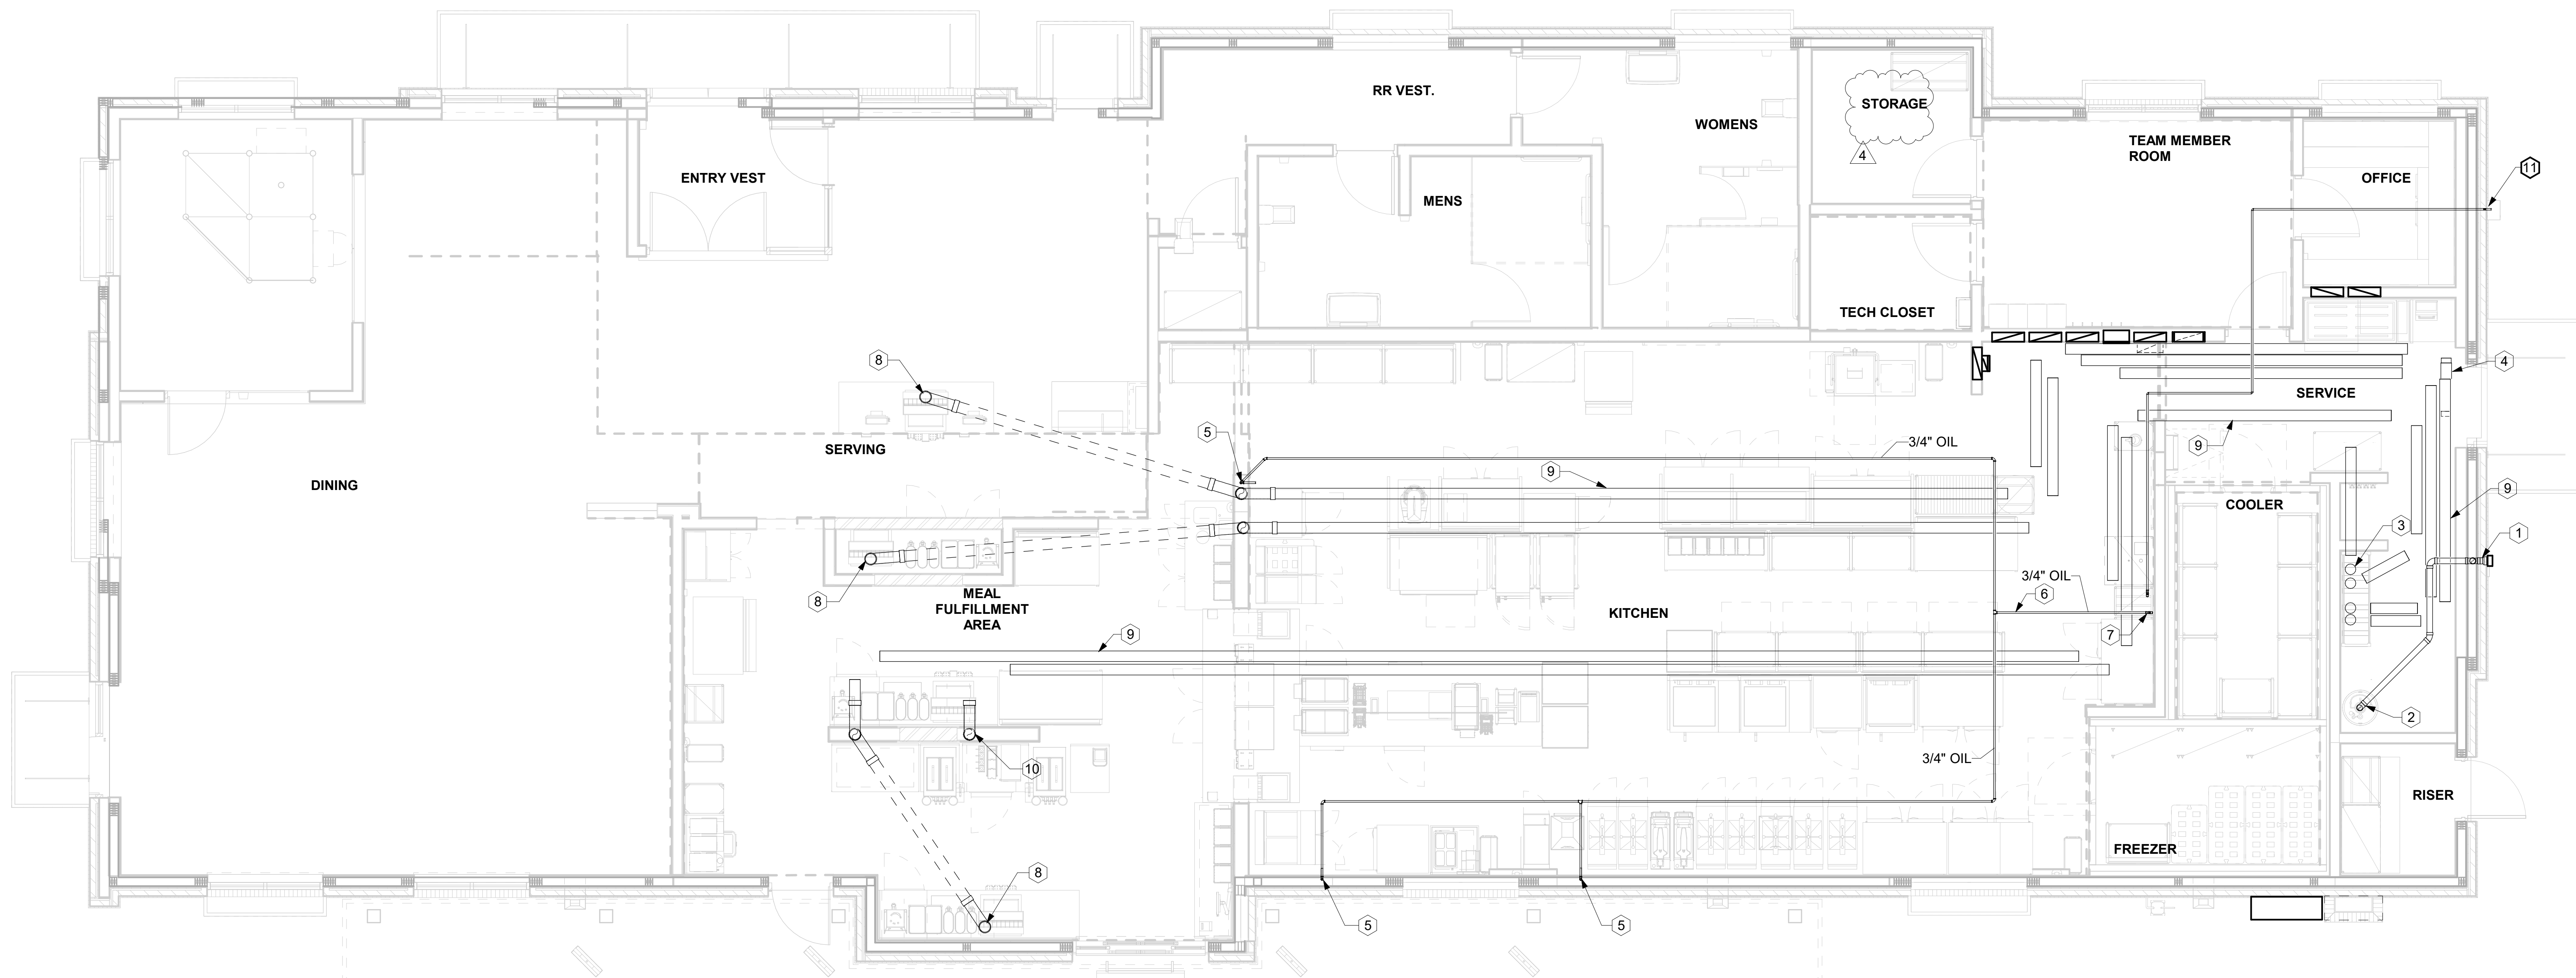 RR VEST.
STORAGE
4
WOMENS
TEAM MEMBER
ROOM
OFFICE
11
ENTRY VEST
MENS
TECH CLOSET
8
4
SERVICE
5
3/4" OIL
9
SERVING
9
DINING
9
COOLER
3
1
3/4" OIL
6
8
MEAL
FULFILLMENT
AREA
KITCHEN
9
7
2
3/4" OIL
10
RISER
FREEZER
8
5
5